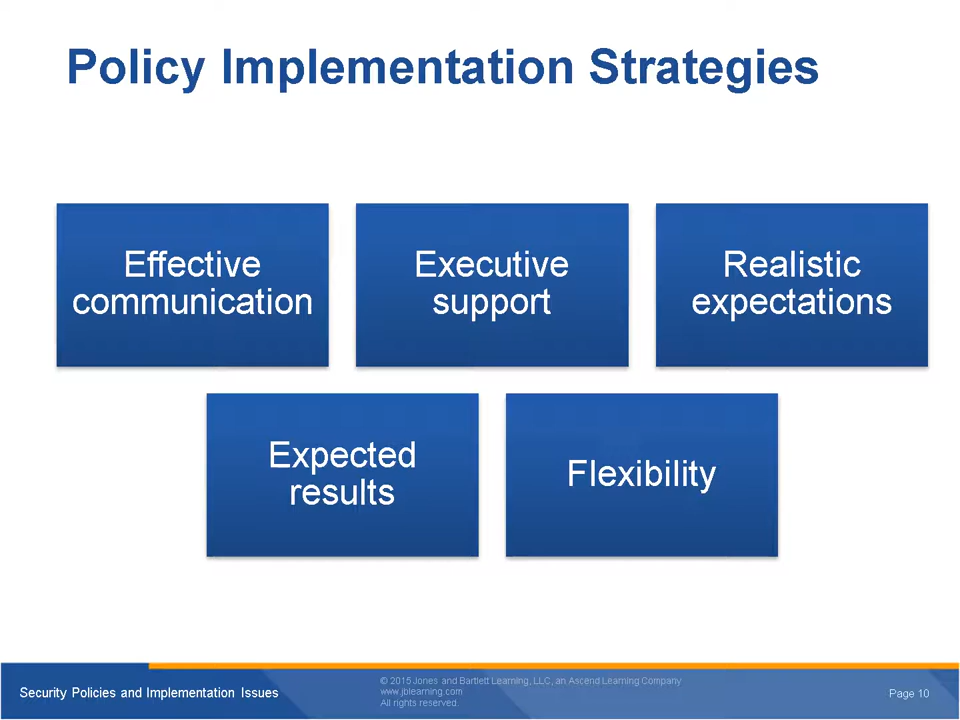 Policy Implementation Strategies
Effective
communication
Executive
support
Realistic
expectations
Expected
results
Flexibility
Security Policies and Implementation Issues
© 2015 Jones and Bartlett Learning, LLC, an Ascend Learning Company
www.jblearning.com
All rights reserved.
Page 10